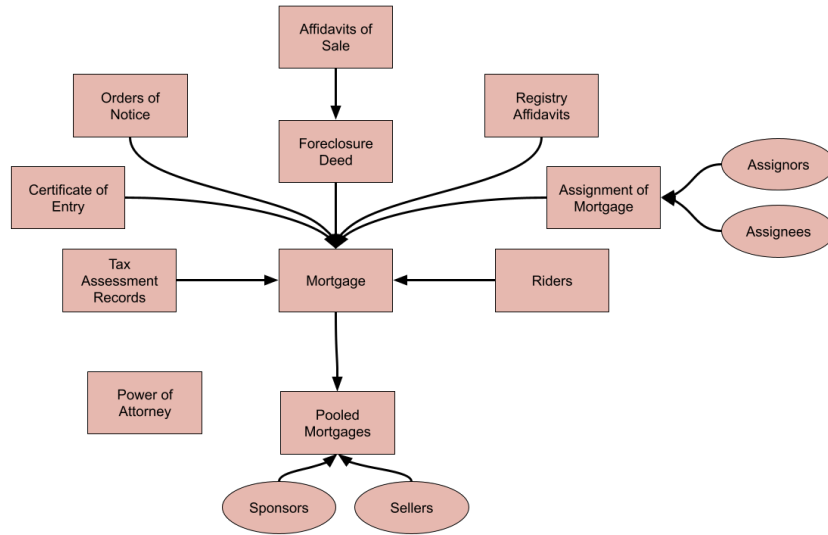 Affidavits of
Sale
Orders of
Notice
Registry
Affidavits
Foreclosure
Deed
Assignors
Certificate of
Entry
Assignment of
Mortgage
Assignees
Tax
Assessment
Records
Mortgage
Riders
Power of
Attorney
Pooled
Mortgages
Sponsors
Sellers